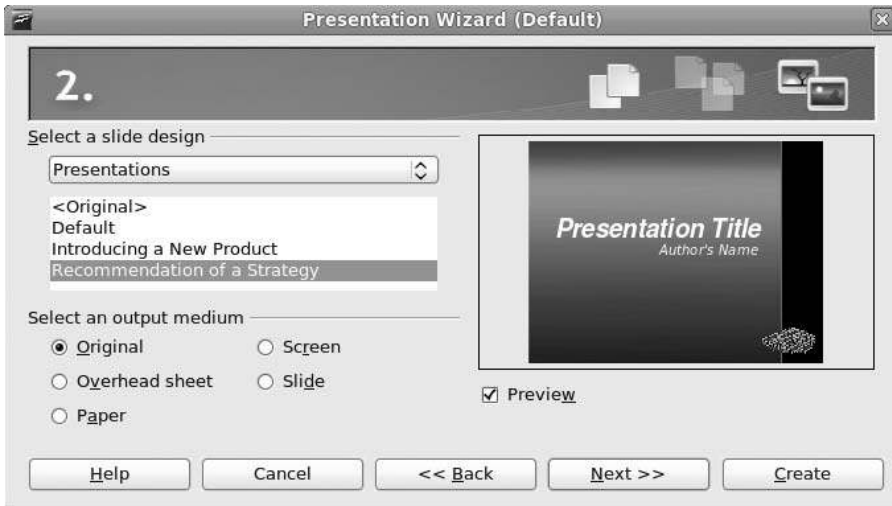 Presentation Wizard (Default)
2.
Select a slide design
Presentations
<Original>
Default
Introducing a New Product
Recommendation of a Strategy
Select an output medium
Original
Screen
Overhead sheet
Slide
Paper
Presentation Title
Author's Name
Preview
Help
Cancel
<< Back
Next >>
Create